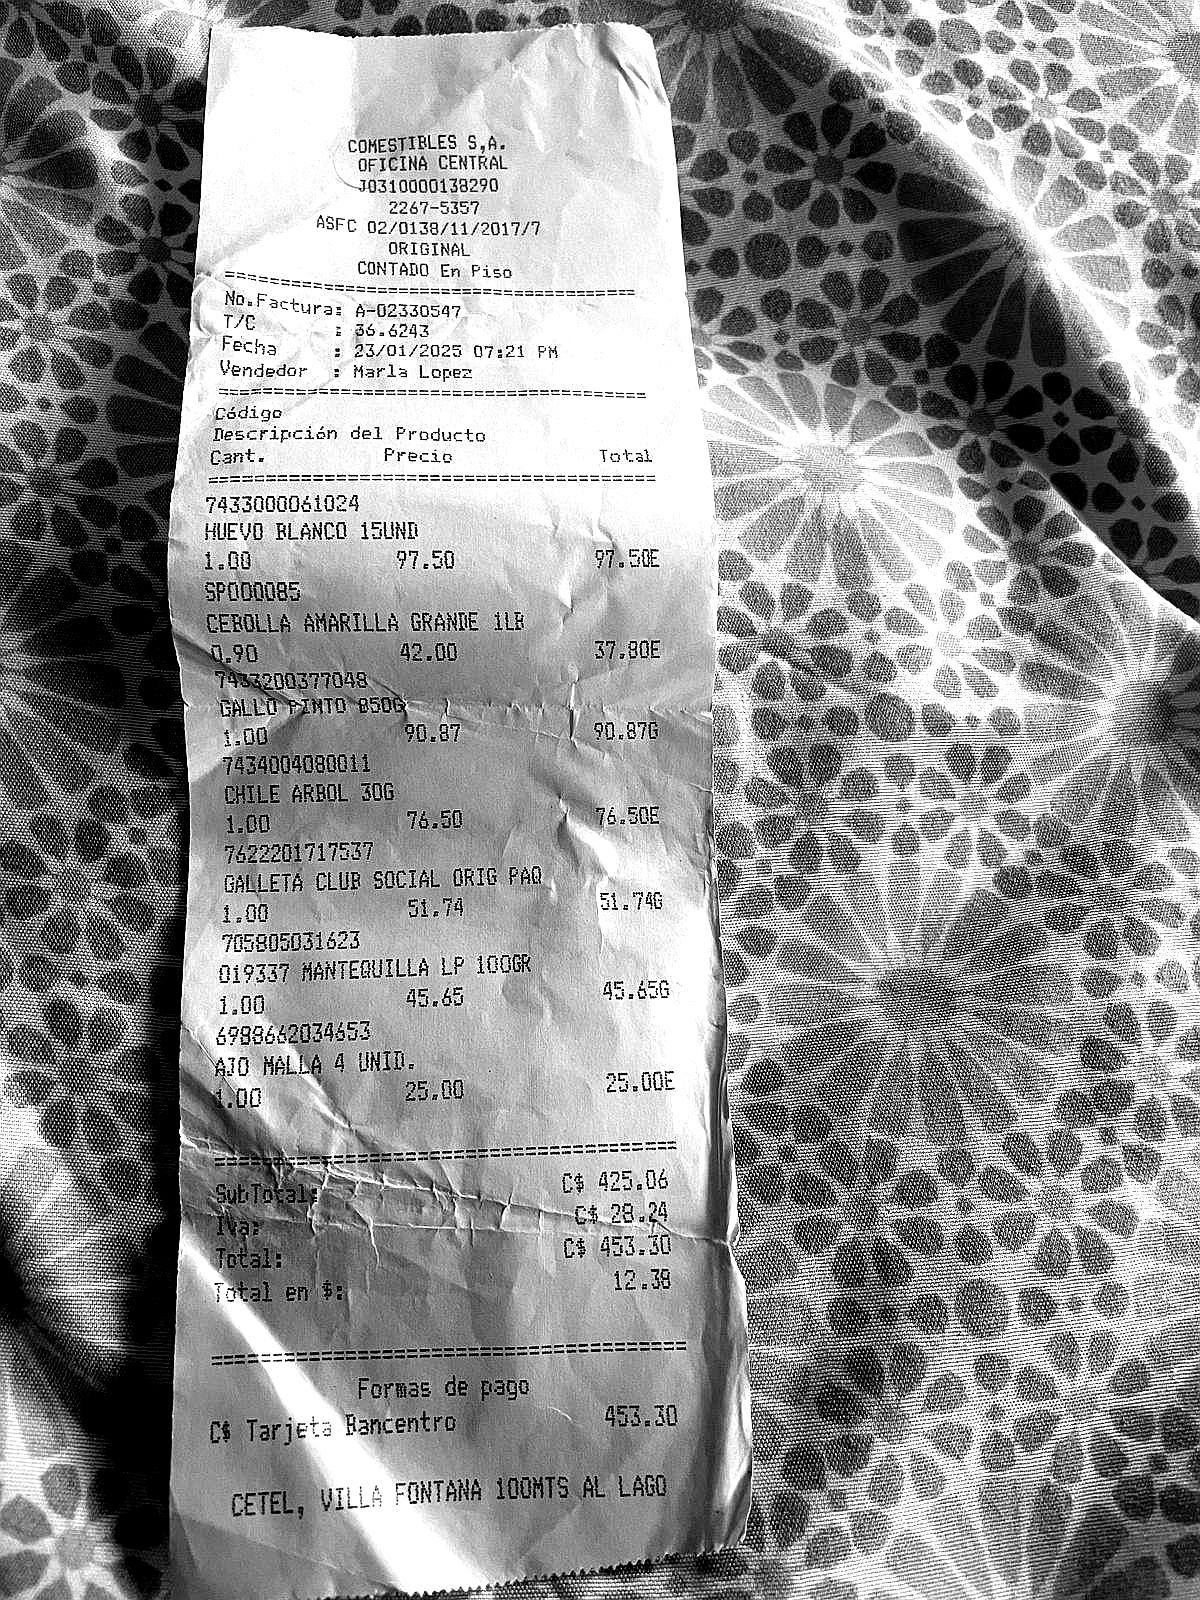 COMESTIBLES S,A.
OFICINA CENTRAL
J0310000138290
2267-5357
ASFC 02/0138/11/2017/7
ORIGINAL
CONTADO En Piso
========================================
No.Factura: A-02330547
T/C : 36.6243
Fecha : 23/01/2025 07:21 PM
Vendedor : Marla Lopez
========================================
Código
Descripción del Producto
Cant. Precio Total
========================================
7433000061024
HUEVO BLANCO 15UND
1.00 97.50 97.50E
SP000085
CEBOLLA AMARILLA GRANDE 1LB
0.90 42.00 37.80E
7433200377048
GALLO PINTO 850G
1.00 90.87 90.87G
7434004080011
CHILE ARBOL 30G
1.00 76.50 76.50E
7622201717537
GALLETA CLUB SOCIAL ORIG PAQ
1.00 51.74 51.74G
705805031623
019337 MANTEQUILLA LP 100GR
1.00 45.65 45.65G
6988662034653
AJO MALLA 4 UNID.
1.00 25.00 25.00E
========================================
SubTotal: C$ 425.06
Iva: C$ 28.24
Total: C$ 453.30
Total en $: 12.38
========================================
Formas de pago
C$ Tarjeta Bancentro 453.30
CETEL, VILLA FONTANA 100MTS AL LAGO